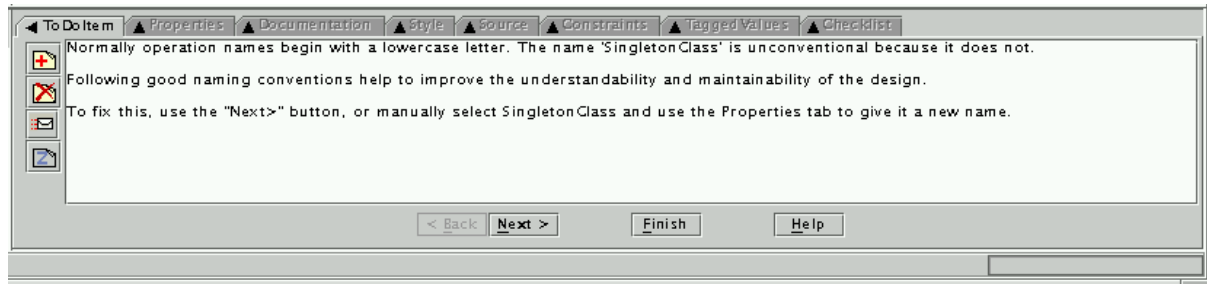 ToDoItem Properties Documentation Style Source Constraints Tagged Values Checklist
Normally operation names begin with a lowercase letter. The name 'SingletonClass' is unconventional because it does not.
Following good naming conventions help to improve the understandability and maintainability of the design.
To fix this, use the "Next>" button, or manually select SingletonClass and use the Properties tab to give it a new name.
< Back Next > Finish Help